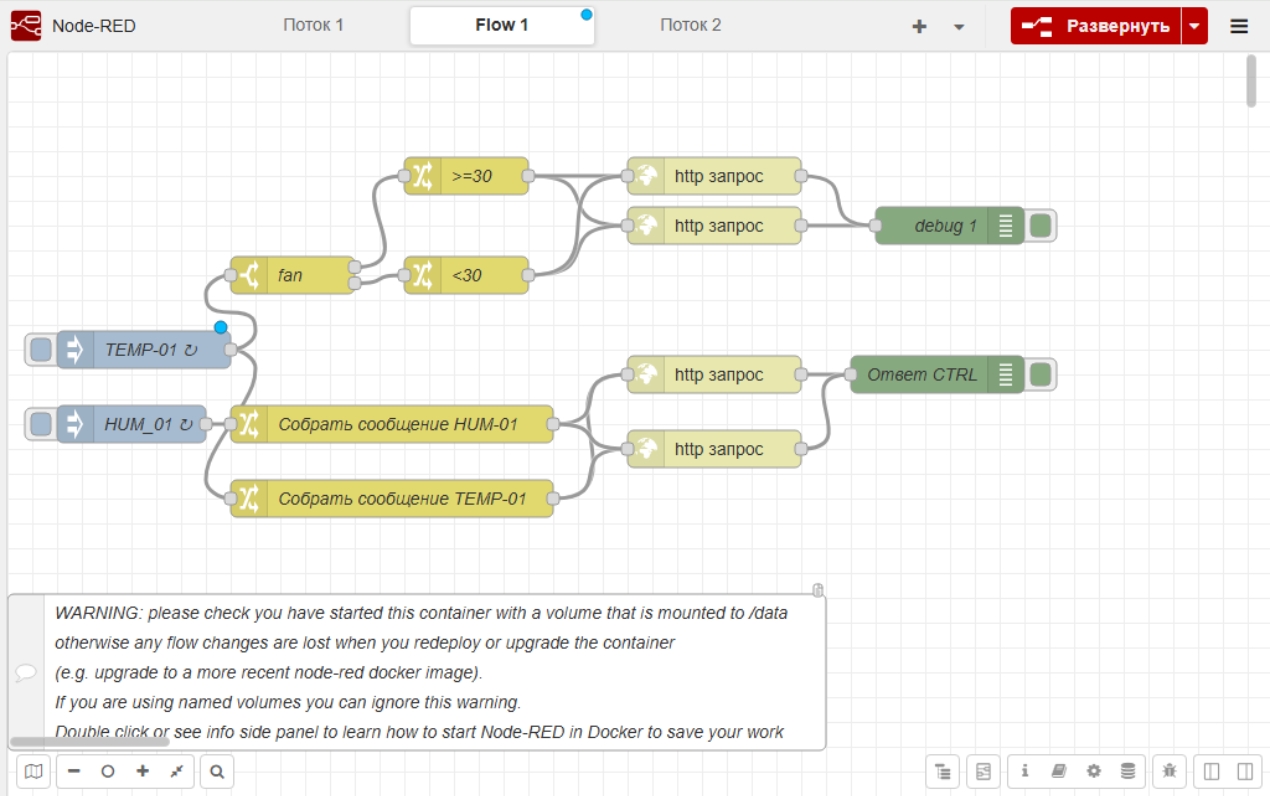 Node-RED
Поток 1
Flow 1
Поток 2
Развернуть
>=30
http запрос
http запрос
debug 1
fan
<30
TEMP-01 ↻
http запрос
Ответ CTRL
HUM_01 ↻
Собрать сообщение HUM-01
http запрос
Собрать сообщение TEMP-01
WARNING: please check you have started this container with a volume that is mounted to /data
otherwise any flow changes are lost when you redeploy or upgrade the container
(e.g. upgrade to a more recent node-red docker image).
If you are using named volumes you can ignore this warning.
Double click or see info side panel to learn how to start Node-RED in Docker to save your work